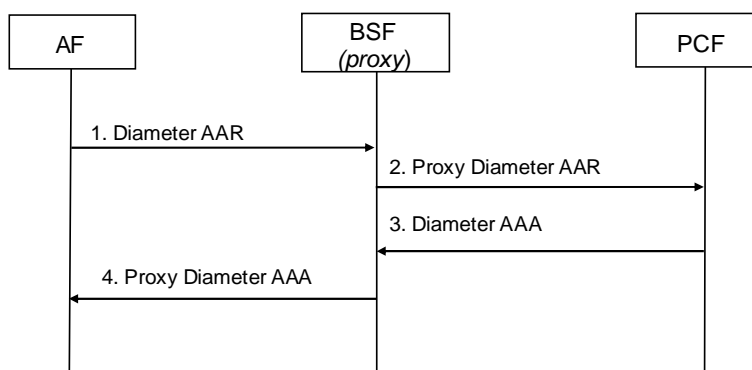 AF
BSF
(proxy)
PCF
1. Diameter AAR
2. Proxy Diameter AAR
3. Diameter AAA
4. Proxy Diameter AAA